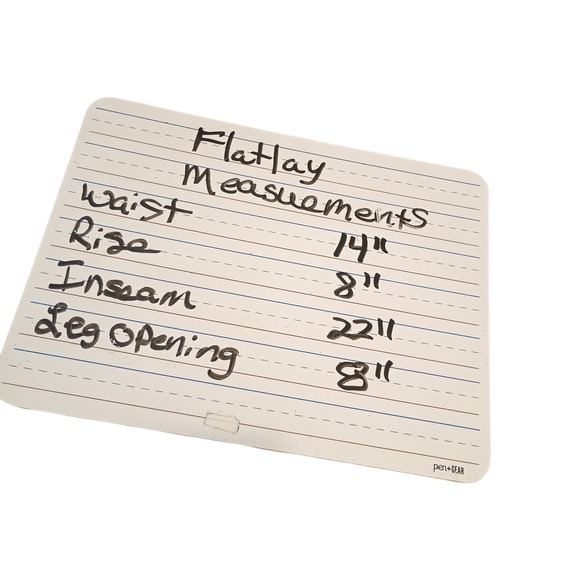 Flatlay
Measuements
Waist 14"
Rise 8"
Inseam 22"
Leg Opening 8"
pen+GEAR